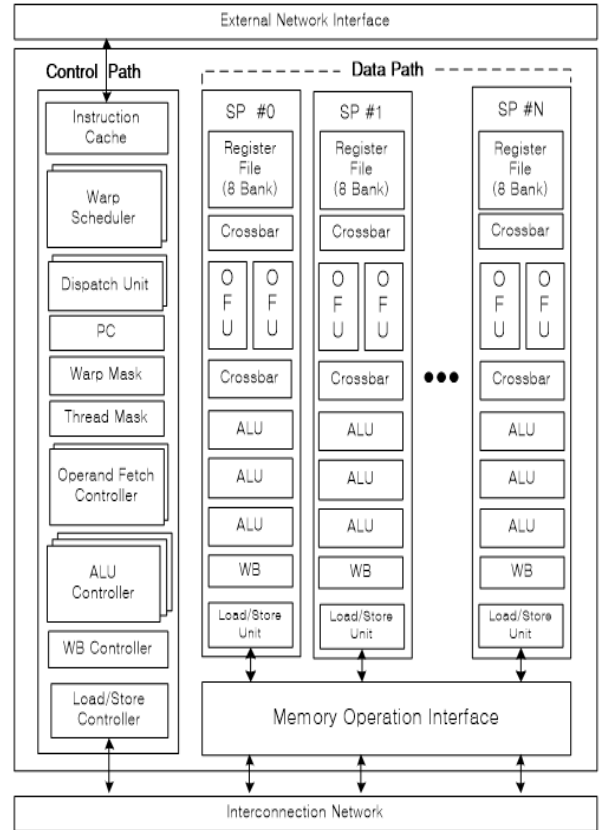 External Network Interface
Control Path
Data Path
Instruction
Cache
Warp
Scheduler
Dispatch Unit
PC
Warp Mask
Thread Mask
Operand Fetch
Controller
ALU
Controller
WB Controller
Load/Store
Controller
SP #0
Register
File
(8 Bank)
Crossbar
O
F
U
O
F
U
Crossbar
ALU
ALU
ALU
WB
Load/Store
Unit
SP #1
Register
File
(8 Bank)
Crossbar
O
F
U
O
F
U
Crossbar
ALU
ALU
ALU
WB
Load/Store
Unit
SP #N
Register
File
(8 Bank)
Crossbar
O
F
U
O
F
U
Crossbar
ALU
ALU
ALU
WB
Load/Store
Unit
Memory Operation Interface
Interconnection Network